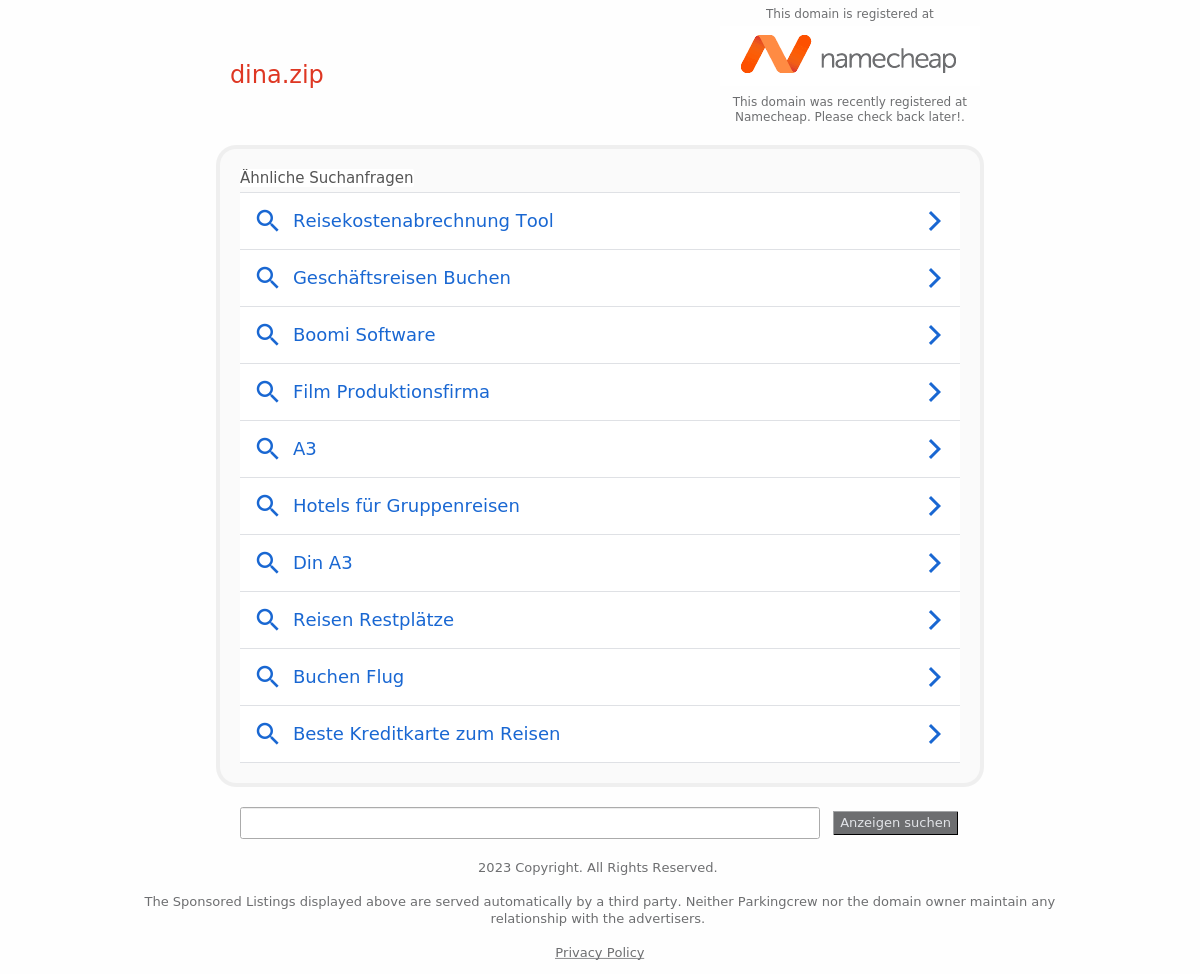 This domain is registered at
namecheap
dina.zip
This domain was recently registered at
Namecheap. Please check back later!.
Ähnliche Suchanfragen
Reisekostenabrechnung Tool
Geschäftsreisen Buchen
Boomi Software
Film Produktionsfirma
A3
Hotels für Gruppenreisen
Din A3
Reisen Restplätze
Buchen Flug
Beste Kreditkarte zum Reisen
Anzeigen suchen
2023 Copyright. All Rights Reserved.
The Sponsored Listings displayed above are served automatically by a third party. Neither Parkingcrew nor the domain owner maintain any
relationship with the advertisers.
Privacy Policy